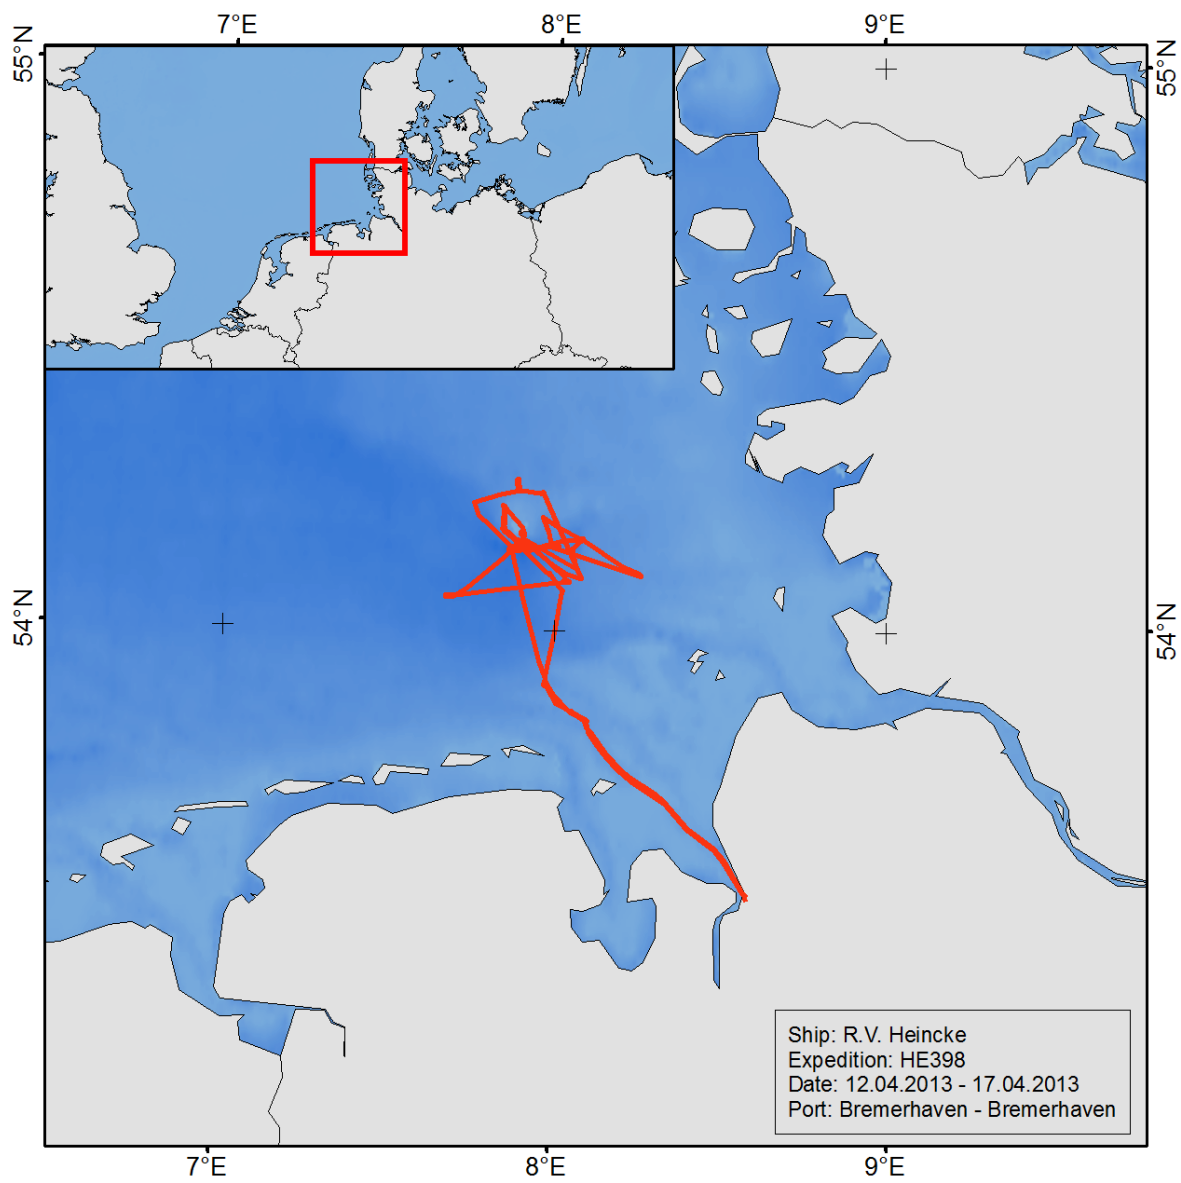 7°E 8°E 9°E
55°N 55°N
54°N 54°N
Ship: R.V. Heincke
Expedition: HE398
Date: 12.04.2013 - 17.04.2013
Port: Bremerhaven - Bremerhaven
7°E 8°E 9°E